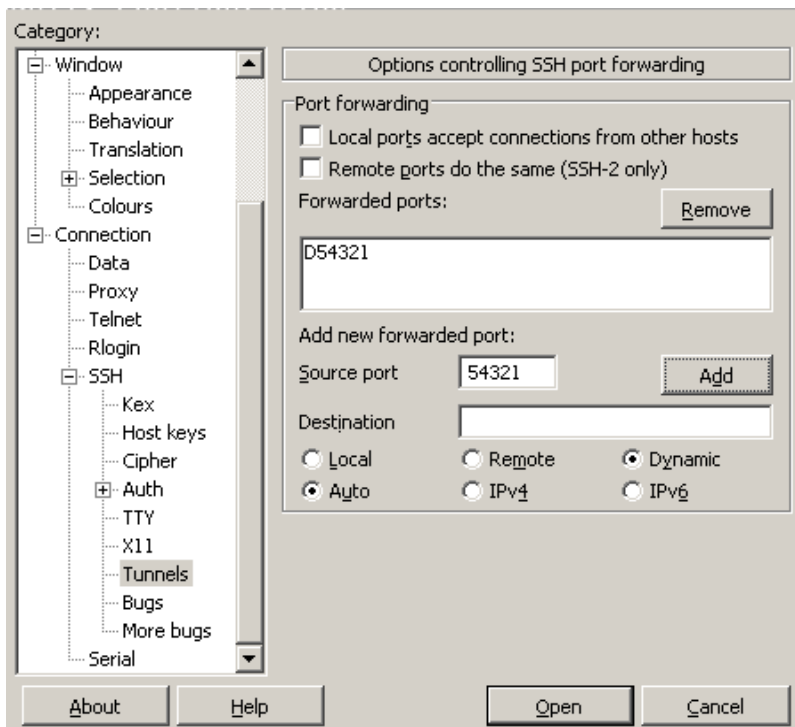 Category:
Window
Appearance
Behaviour
Translation
Selection
Colours
Connection
Data
Proxy
Telnet
Rlogin
SSH
Kex
Host keys
Cipher
Auth
TTY
X11
Tunnels
Bugs
More bugs
Serial
Options controlling SSH port forwarding
Port forwarding
Local ports accept connections from other hosts
Remote ports do the same (SSH-2 only)
Forwarded ports:
Remove
D54321
Add new forwarded port:
Source port 54321 Add
Destination
Local Remote Dynamic
Auto IPv4 IPv6
About Help Open Cancel